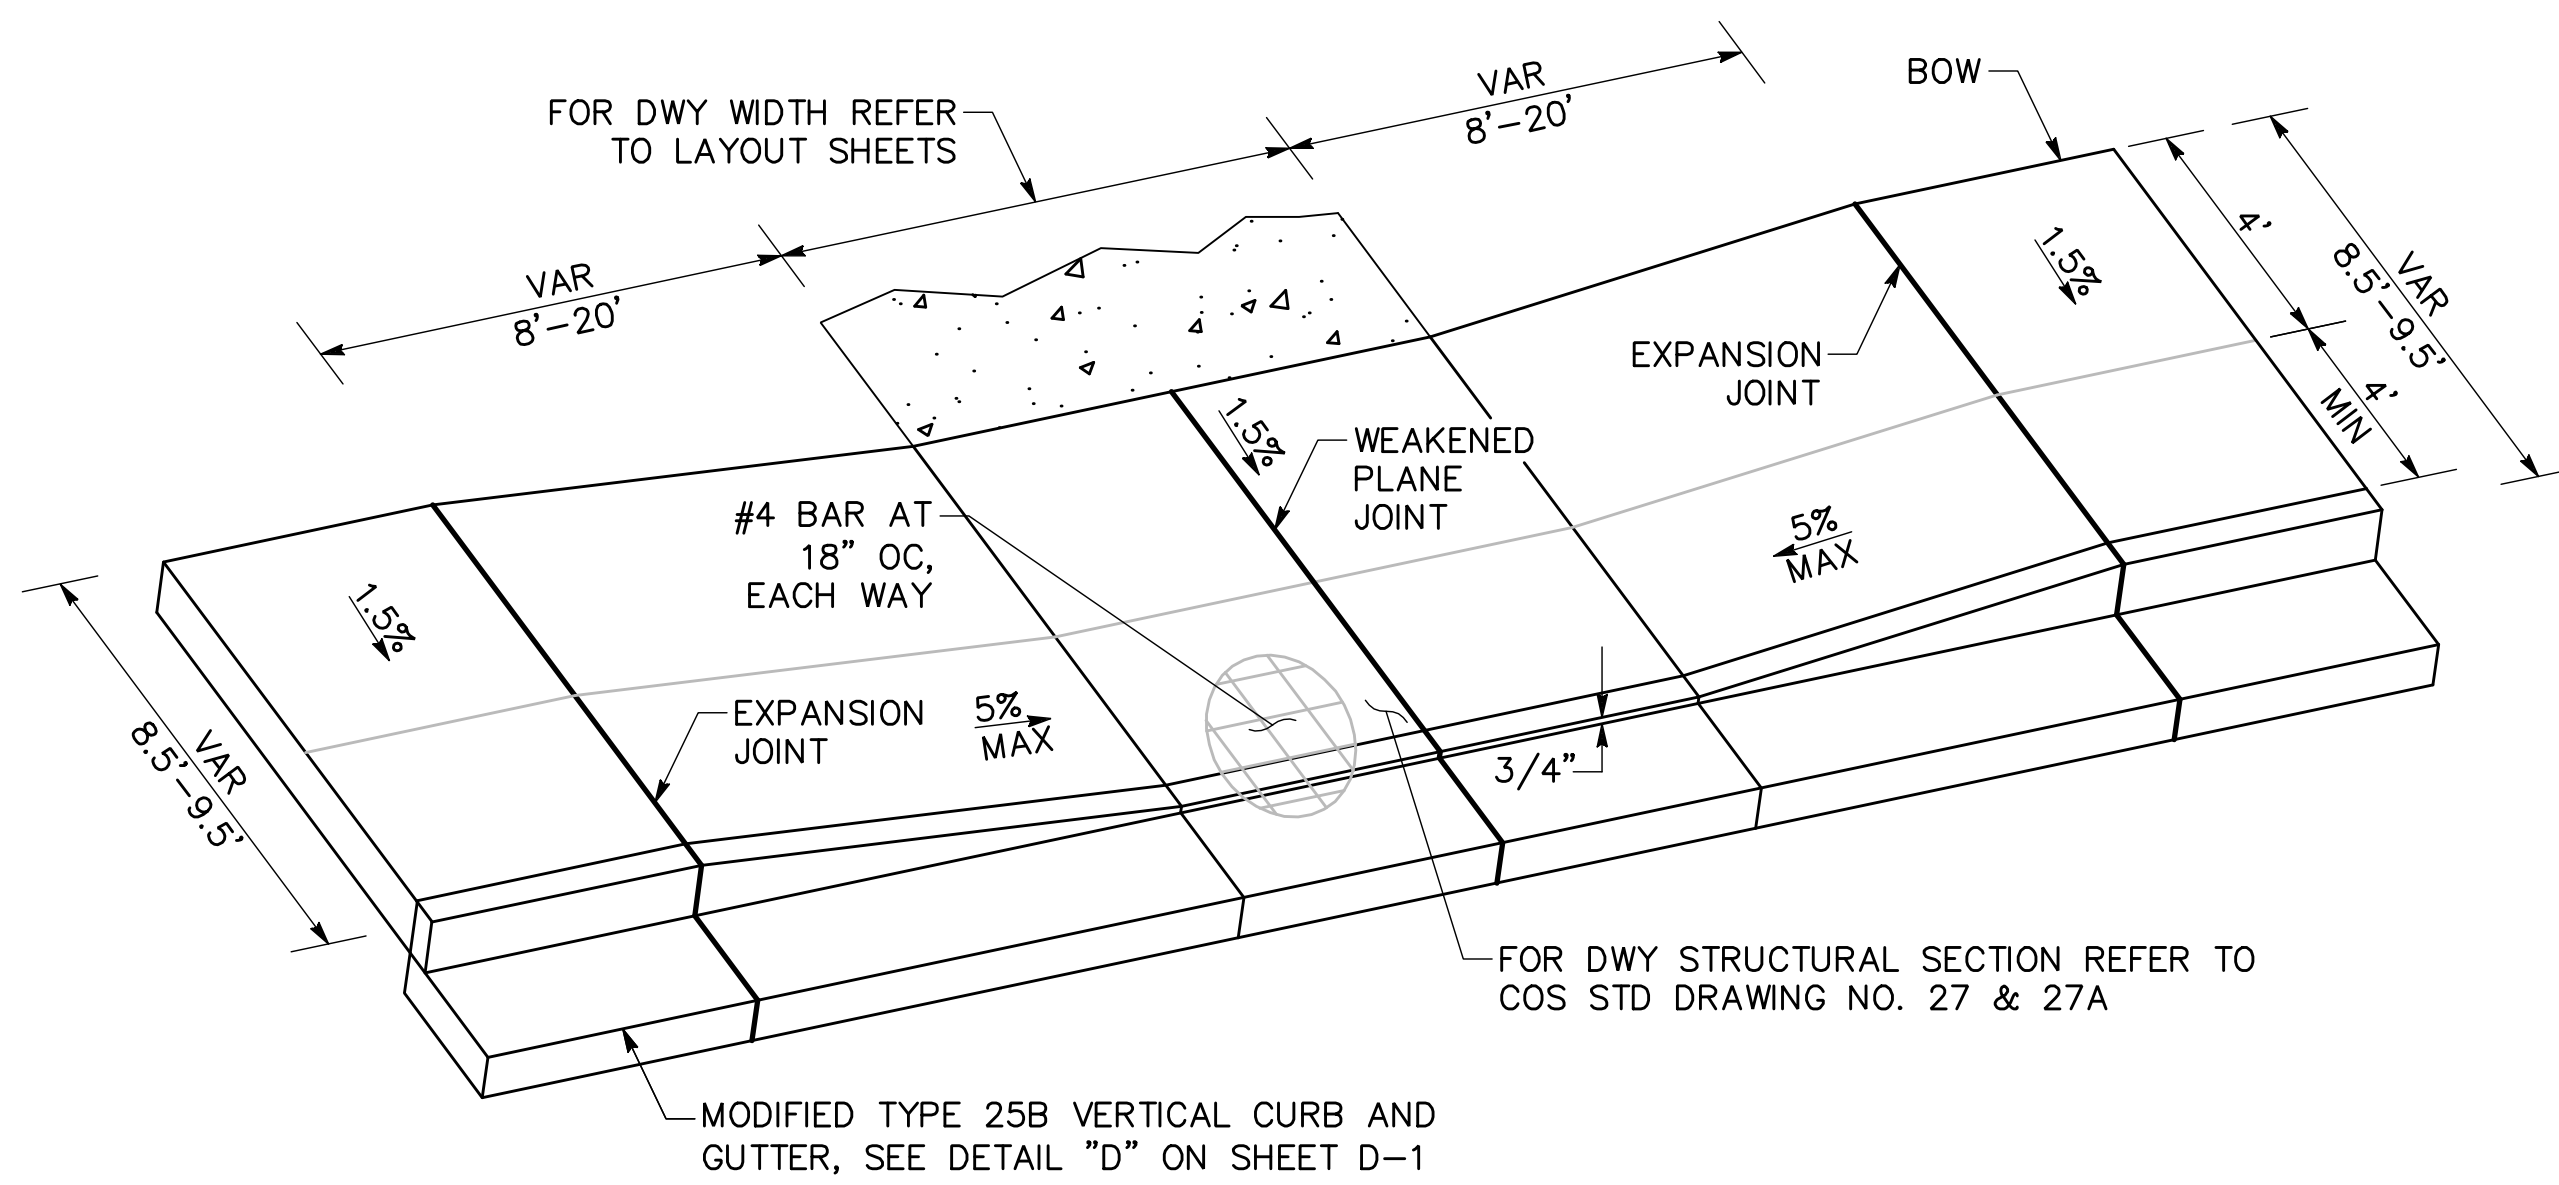 FOR DWY WIDTH REFER
TO LAYOUT SHEETS
VAR
8'-20'
BOW
VAR
8'-20'
4'
VAR
8.5'-9.5'
4'
MIN
1.5%
EXPANSION
JOINT
1.5%
WEAKENED
PLANE
JOINT
#4 BAR AT
18" OC,
EACH WAY
5%
MAX
1.5%
EXPANSION
JOINT
5%
MAX
VAR
8.5'-9.5'
3/4"
FOR DWY STRUCTURAL SECTION REFER TO
COS STD DRAWING NO. 27 & 27A
MODIFIED TYPE 25B VERTICAL CURB AND
GUTTER, SEE DETAIL "D" ON SHEET D-1